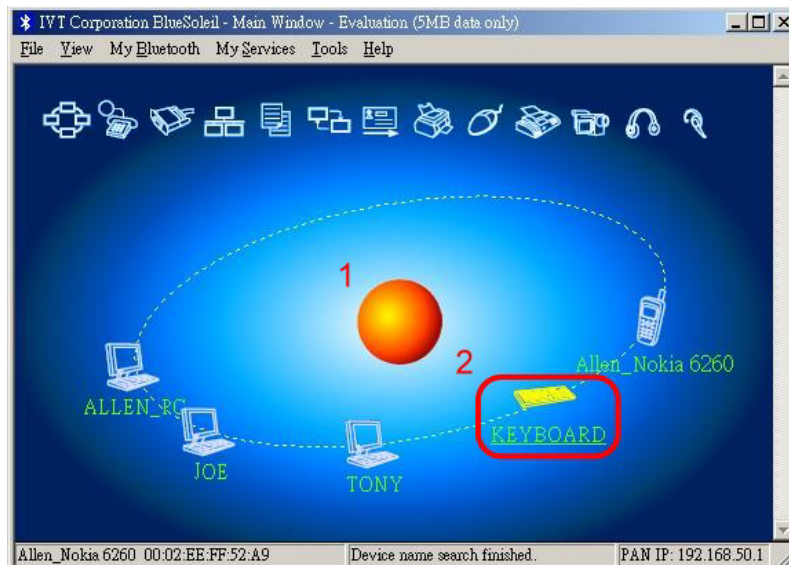 IVT Corporation BlueSoleil - Main Window - Evaluation (5MB data only)
File View My Bluetooth My Services Tools Help
1
2
Allen_Nokia 6260
ALLEN_PC
KEYBOARD
JOE
TONY
Allen_Nokia 6260 00:02:EE:FF:52:A9 Device name search finished. PAN IP: 192.168.50.1